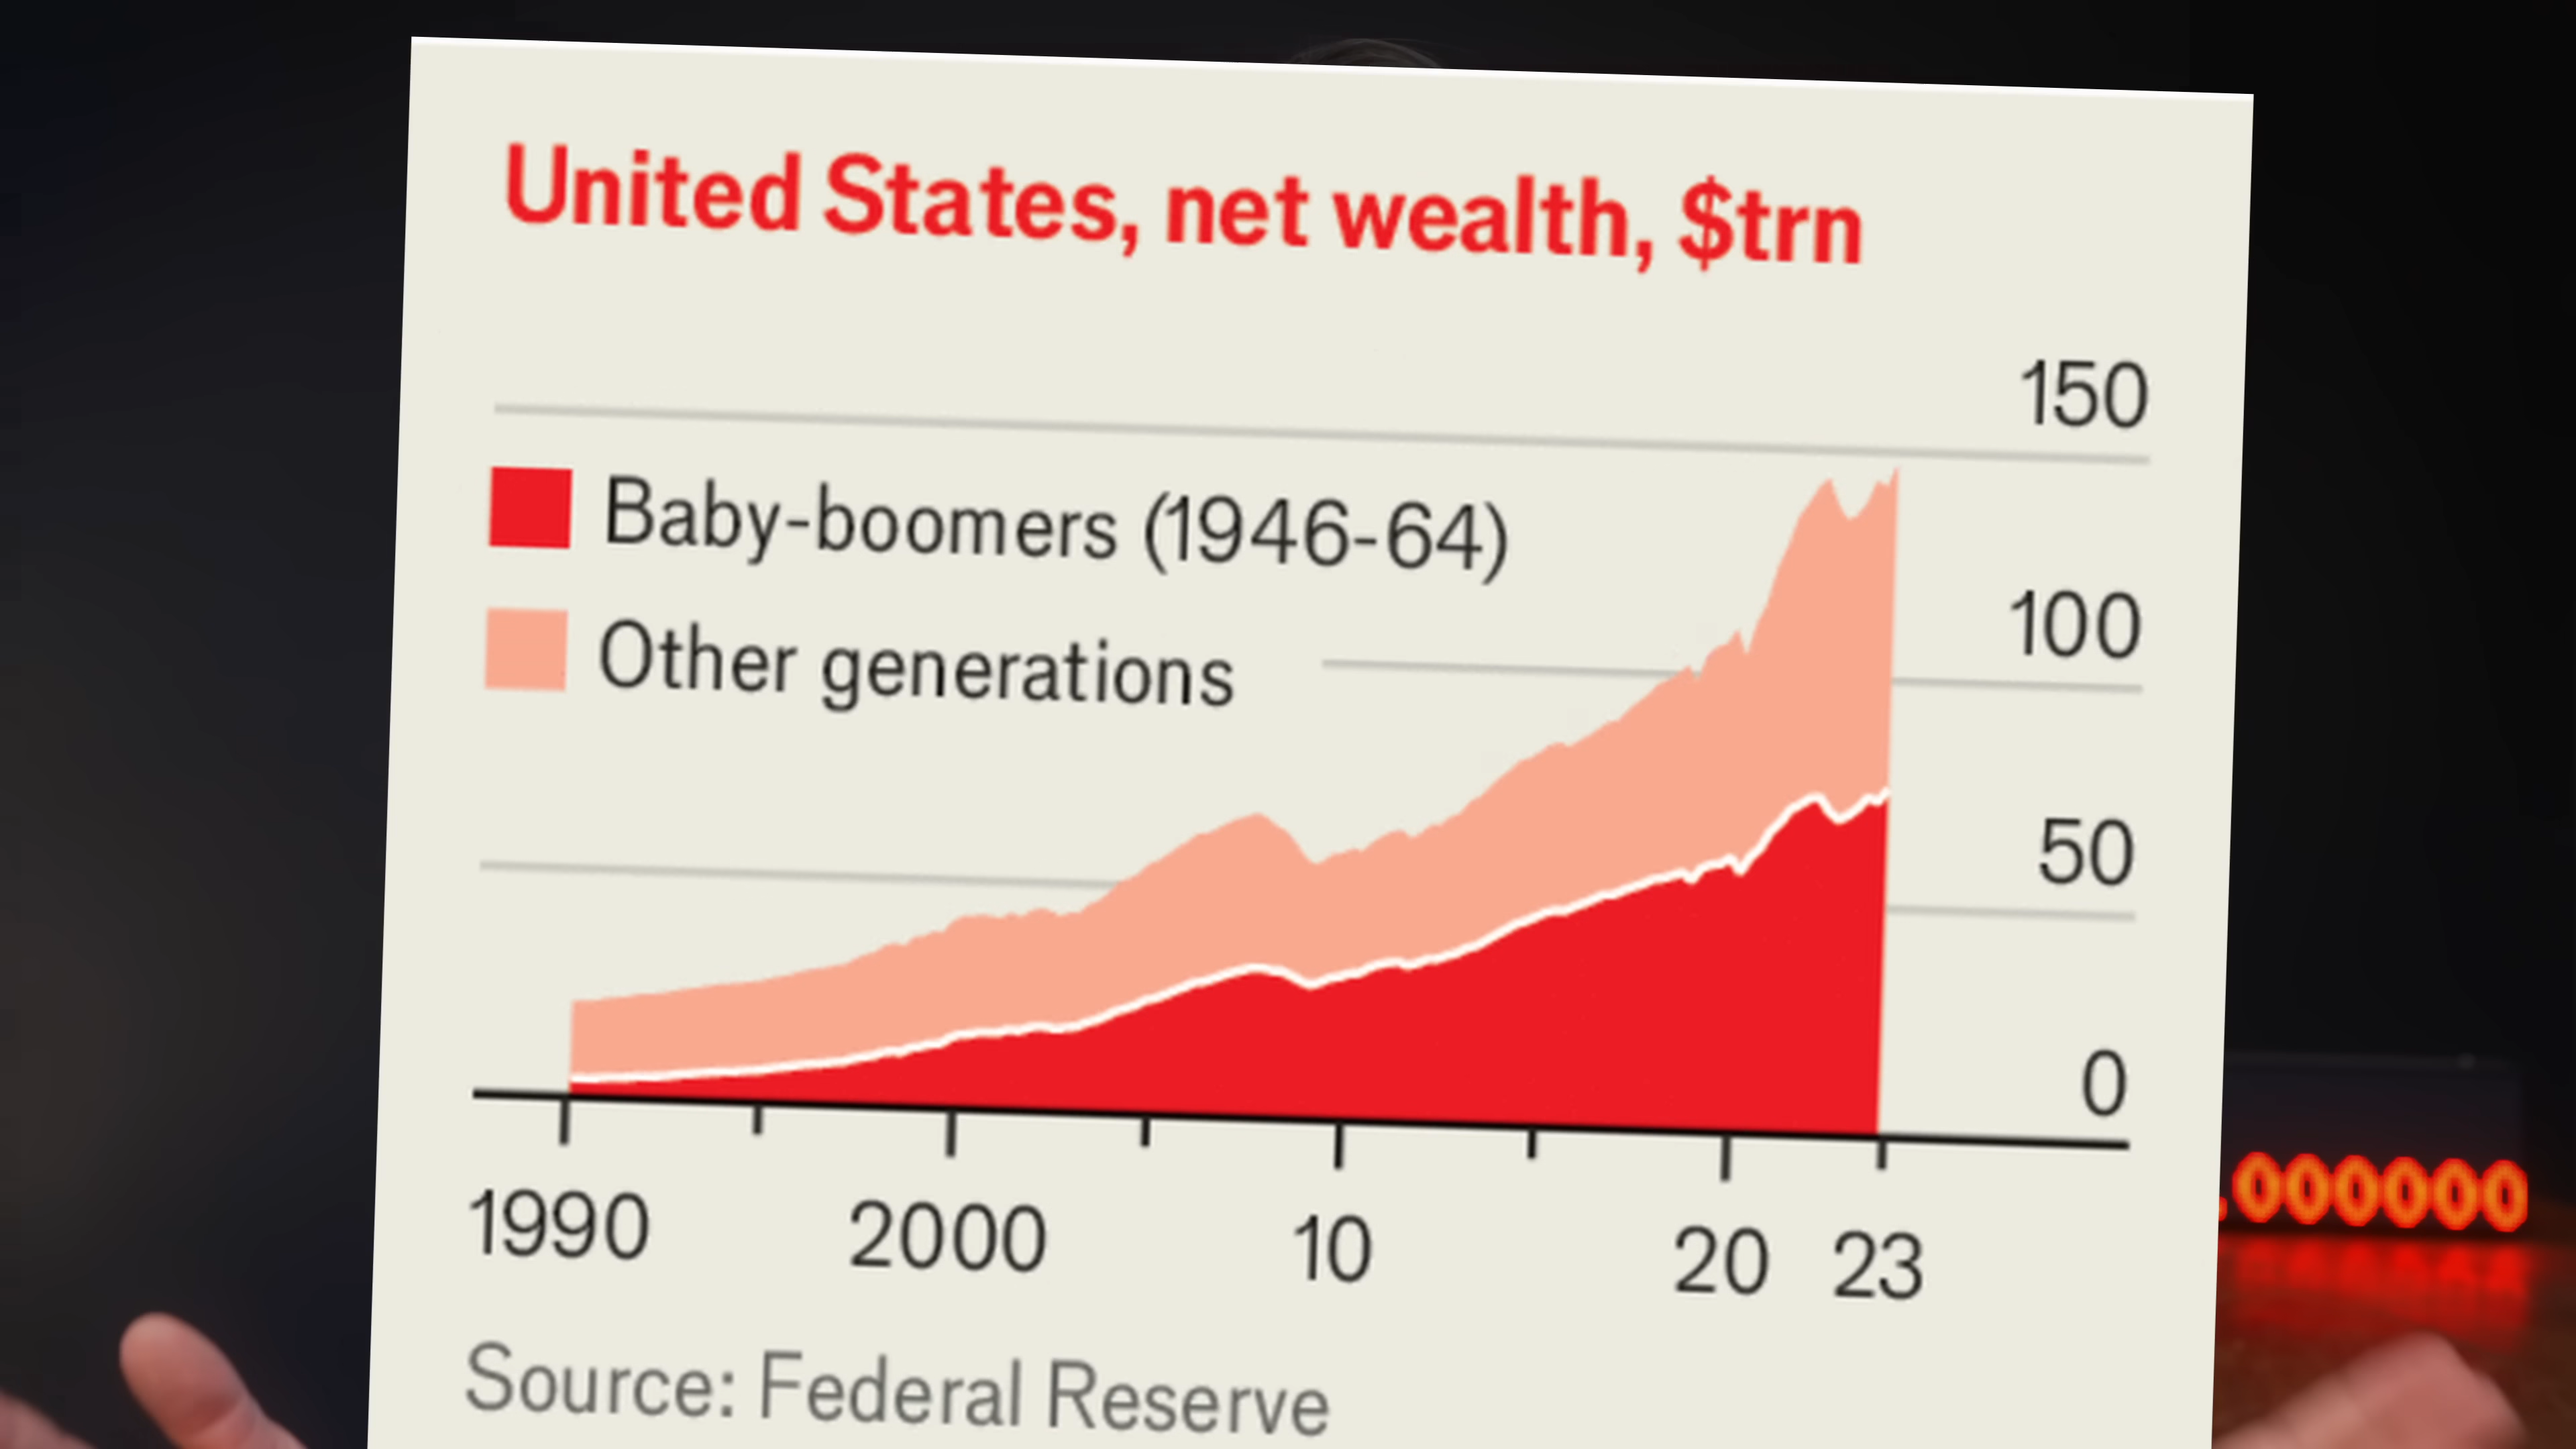 United States, net wealth, $trn
150
Baby-boomers (1946-64)
100
Other generations
50
0
1990 2000 10 20 23
.000000
Source: Federal Reserve